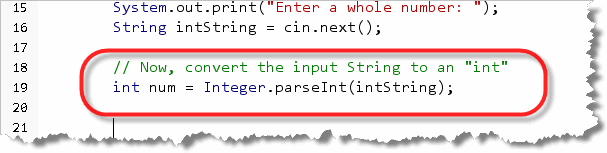 15 System.out.print("Enter a whole number: ");
16 String intString = cin.next();
17
18 // Now, convert the input String to an "int"
19 int num = Integer.parseInt(intString);
20
21